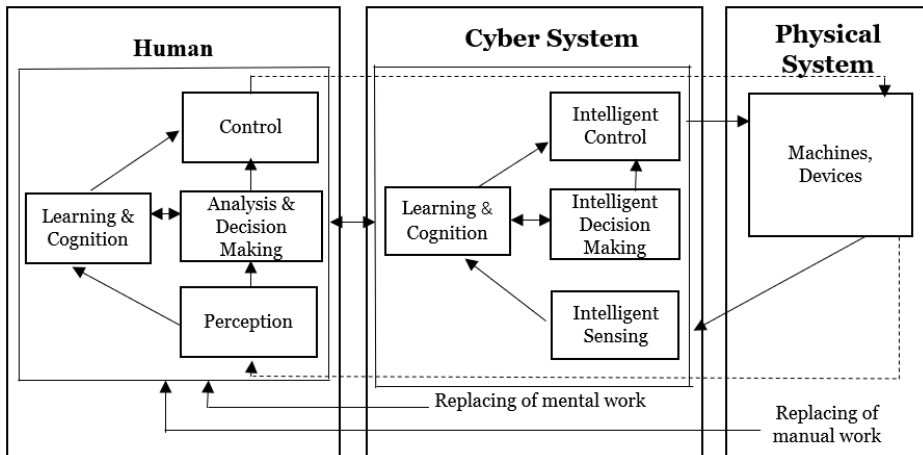 Human
Control
Learning &
Cognition
Analysis &
Decision
Making
Perception
Cyber System
Intelligent
Control
Learning &
Cognition
Intelligent
Decision
Making
Intelligent
Sensing
Physical
System
Machines,
Devices
Replacing of mental work
Replacing of
manual work